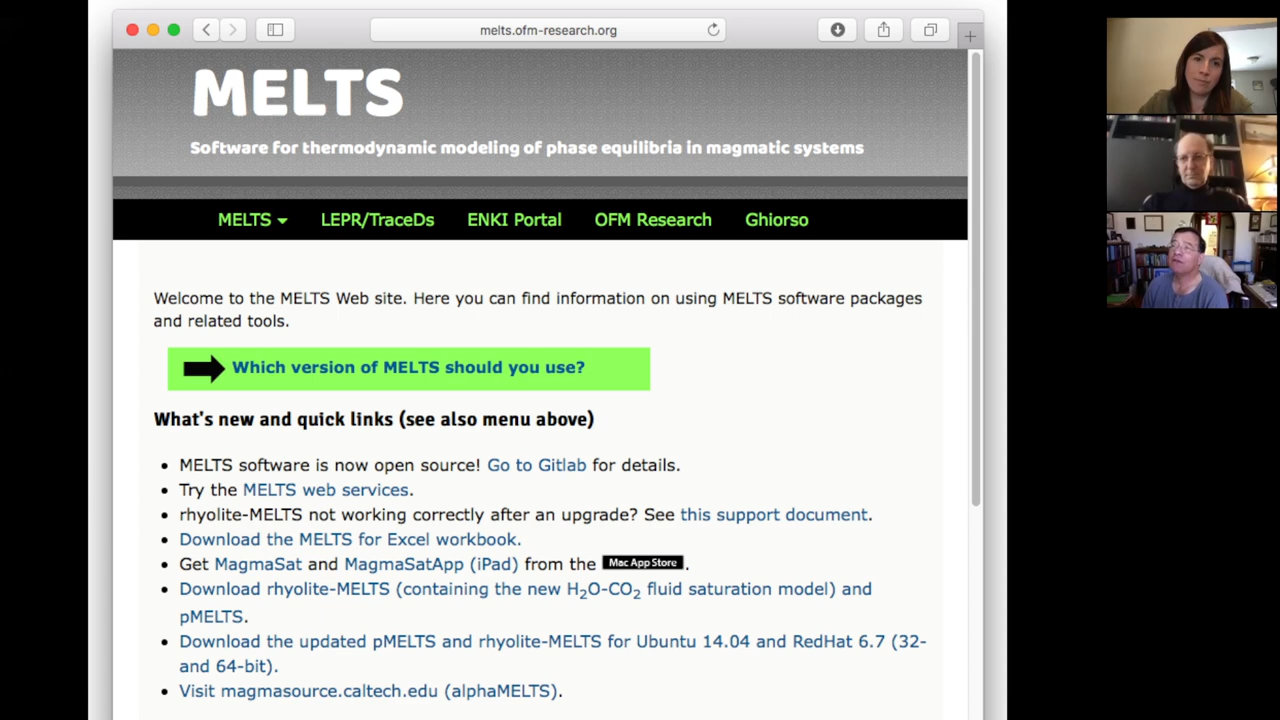 melts.ofm-research.org
MELTS
Software for thermodynamic modeling of phase equilibria in magmatic systems
MELTS LEPR/TraceDs ENKI Portal OFM Research Ghiorso
Welcome to the MELTS Web site. Here you can find information on using MELTS software packages
and related tools.
Which version of MELTS should you use?
What's new and quick links (see also menu above)
• MELTS software is now open source! Go to Gitlab for details.
• Try the MELTS web services.
• rhyolite-MELTS not working correctly after an upgrade? See this support document.
• Download the MELTS for Excel workbook.
• Get MagmaSat and MagmaSatApp (iPad) from the Mac App Store.
• Download rhyolite-MELTS (containing the new H₂O-CO₂ fluid saturation model) and
pMELTS.
• Download the updated pMELTS and rhyolite-MELTS for Ubuntu 14.04 and RedHat 6.7 (32-
and 64-bit).
• Visit magmasource.caltech.edu (alphaMELTS).